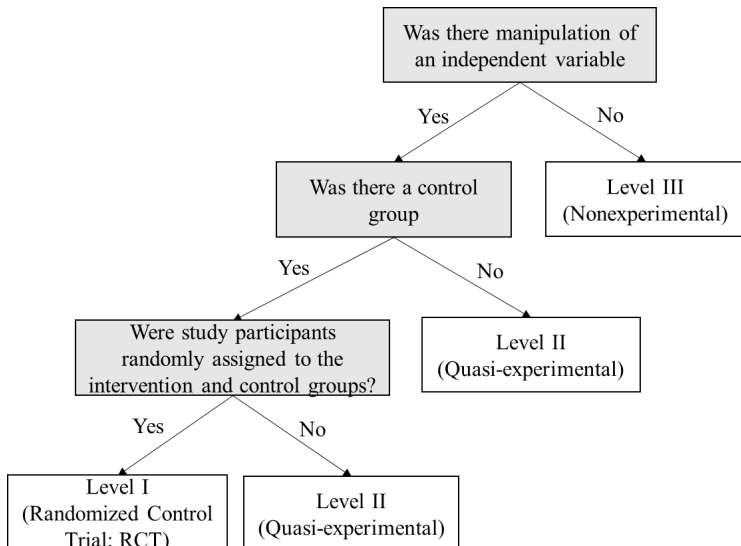 Was there manipulation of
an independent variable
Yes
No
Was there a control
group
Level III
(Nonexperimental)
Yes
No
Were study participants
randomly assigned to the
intervention and control groups?
Level II
(Quasi-experimental)
Yes
No
Level I
(Randomized Control
Trial: RCT)
Level II
(Quasi-experimental)